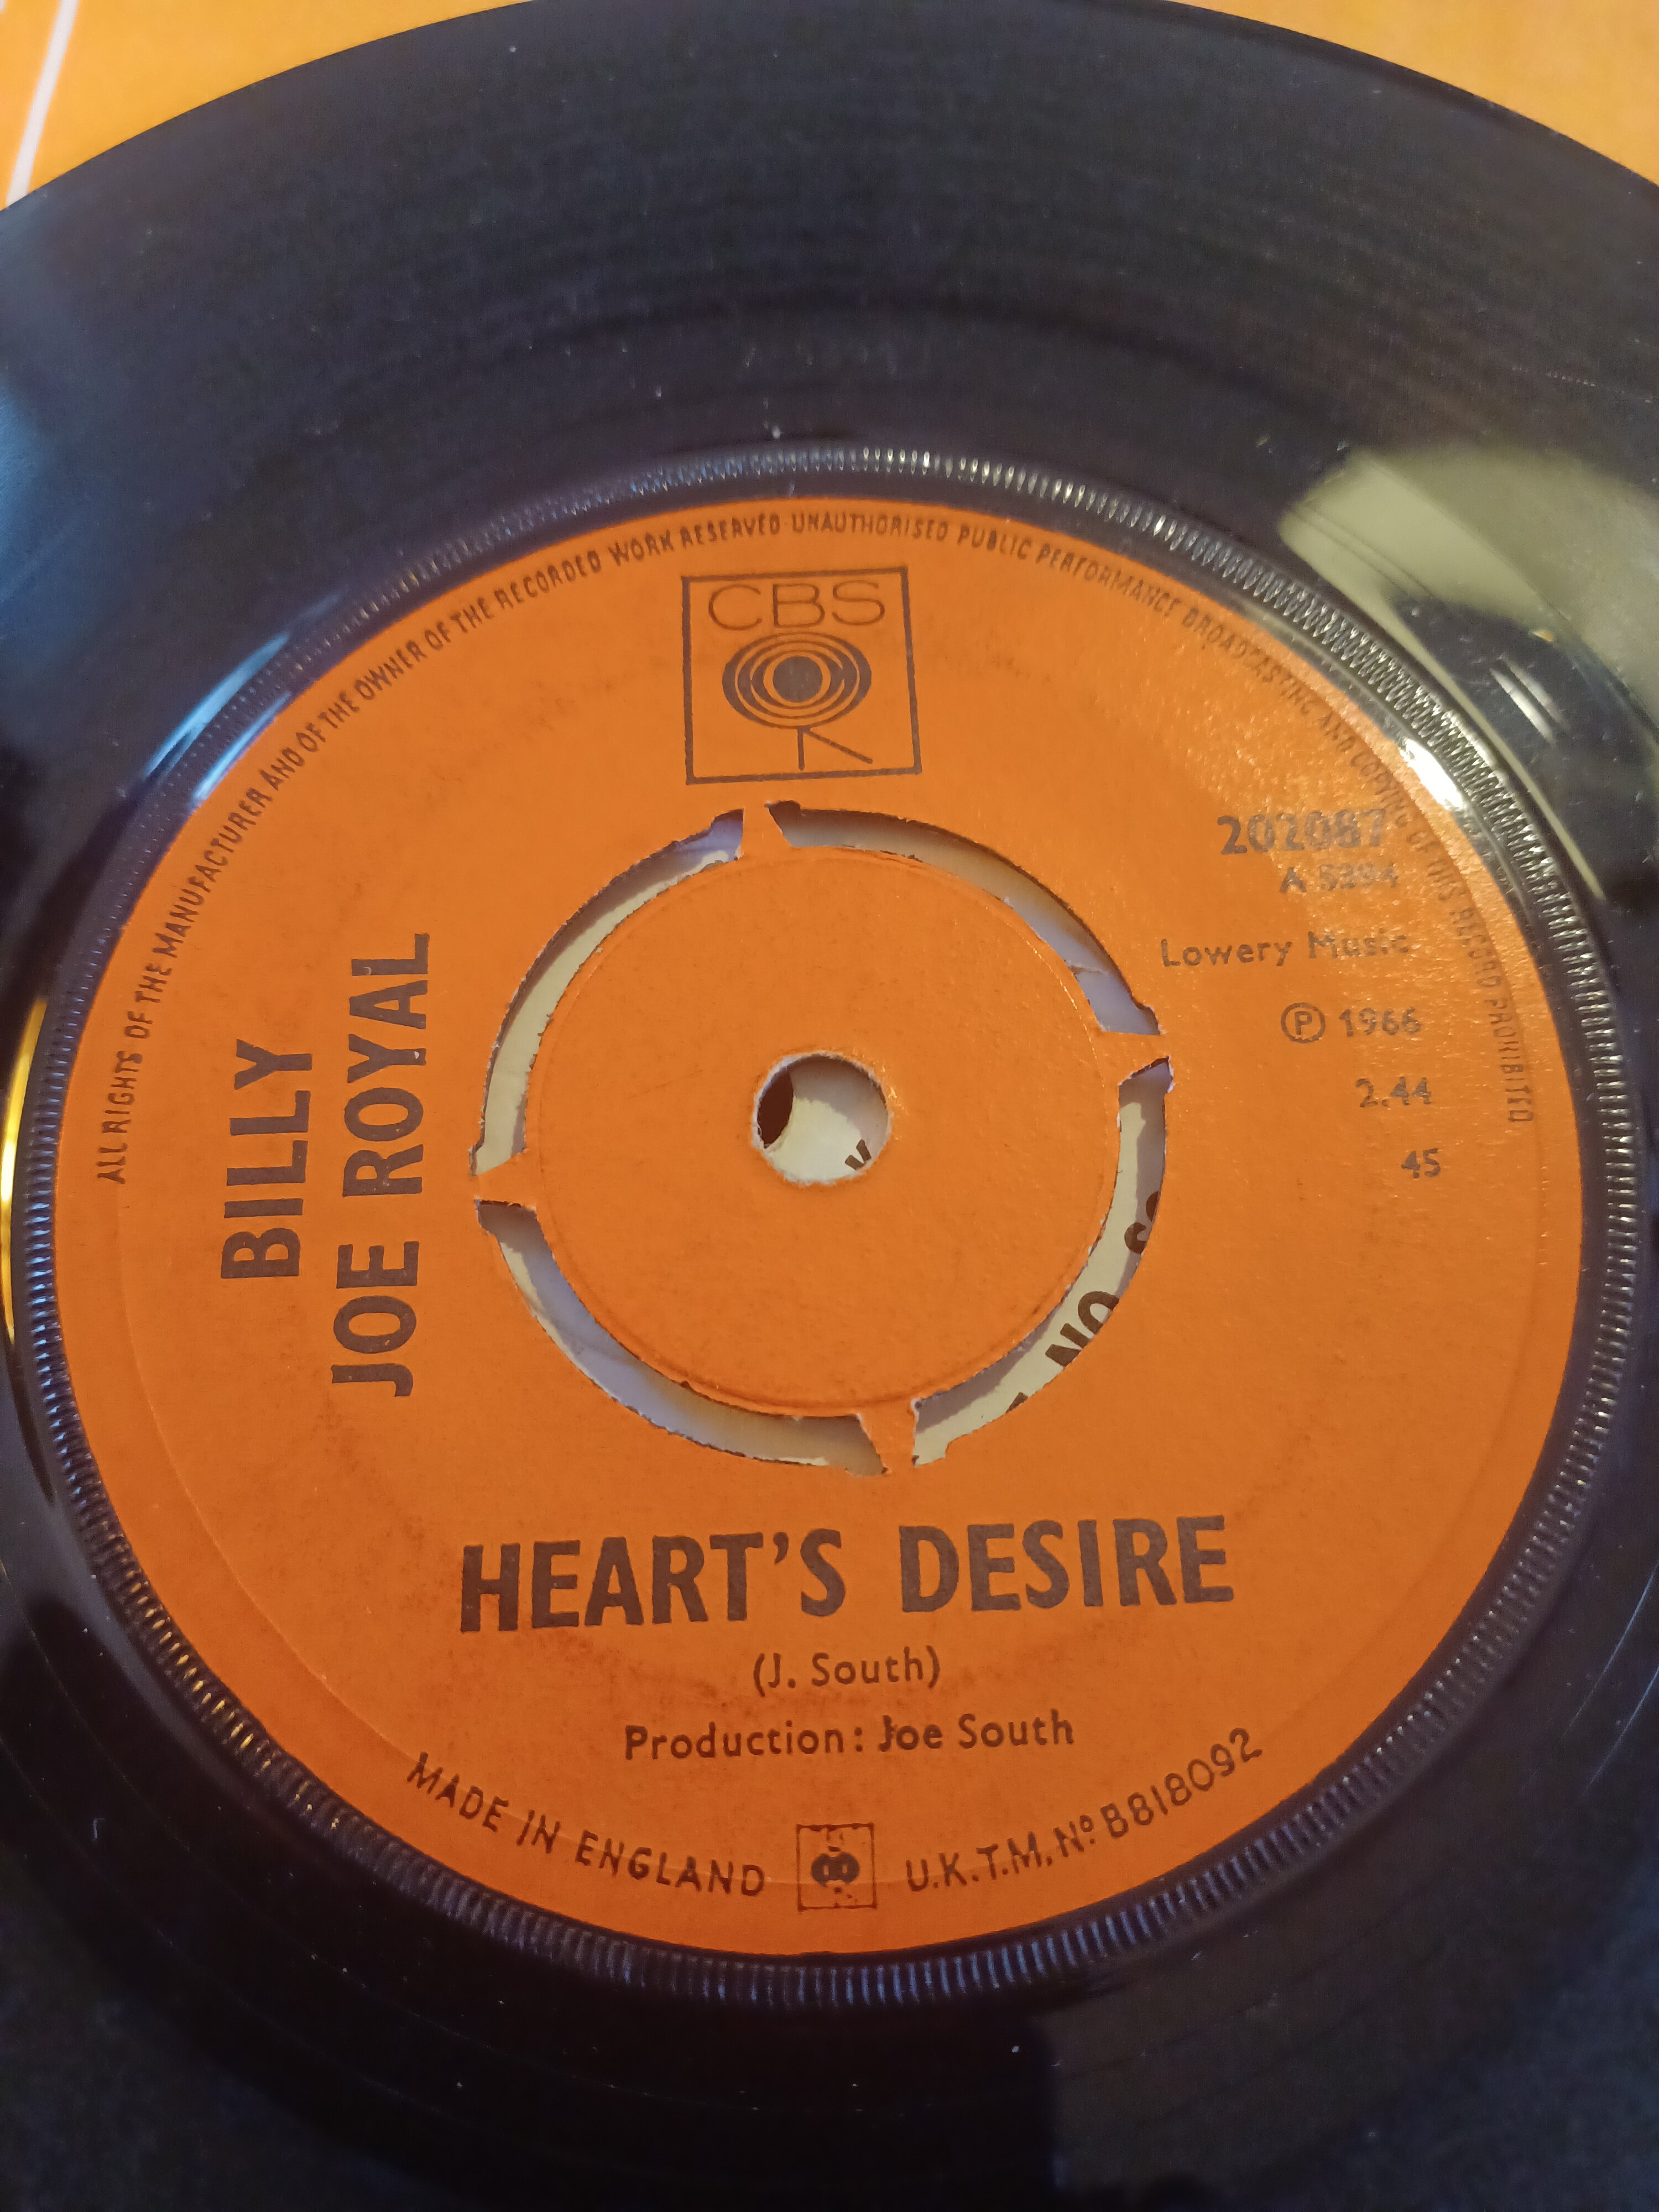 ALL RIGHTS OF THE MANUFACTURER AND OF THE OWNER OF THE RECORDED WORK RESERVED · UNAUTHORISED PUBLIC PERFORMANCE BROADCASTING AND COPYING OF THIS RECORD PROHIBITED
CBS
202087
Lowery Music
Ⓟ 1966
2.44
45
BILLY
JOE ROYAL
NO
HEART'S DESIRE
(J. South)
Production: Joe South
MADE IN ENGLAND
U.K.T.M. Nº B818092